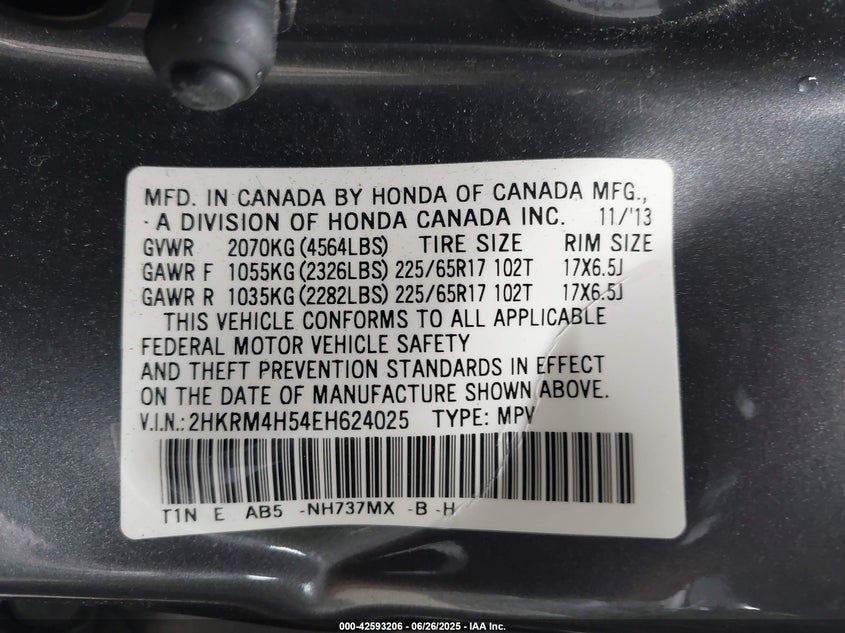 MFD. IN CANADA BY HONDA OF CANADA MFG.,
A DIVISION OF HONDA CANADA INC. 11/'13
GVWR 2070KG (4564LBS) TIRE SIZE RIM SIZE
GAWR F 1055KG (2326LBS) 225/65R17 102T 17X6.5J
GAWR R 1035KG (2282LBS) 225/65R17 102T 17X6.5J
THIS VEHICLE CONFORMS TO ALL APPLICABLE
FEDERAL MOTOR VEHICLE SAFETY
AND THEFT PREVENTION STANDARDS IN EFFECT
ON THE DATE OF MANUFACTURE SHOWN ABOVE.
V.I.N.: 2HKRM4H54EH624025 TYPE: MPV
T1N E AB5 -NH737MX -B -H
000-42593206 - 06/26/2025 - IAA Inc.